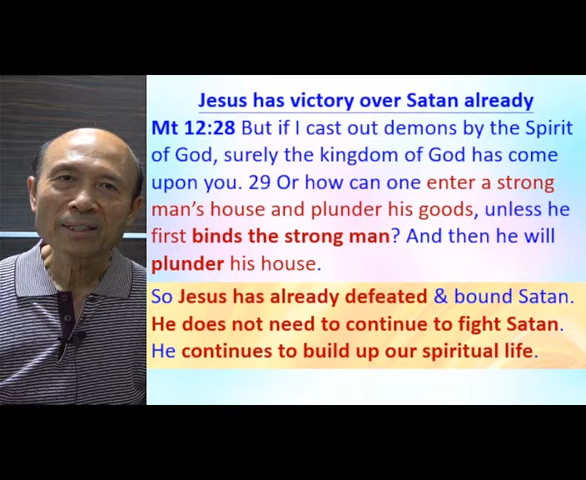 Jesus has victory over Satan already
Mt 12:28 But if I cast out demons by the Spirit
of God, surely the kingdom of God has come
upon you. 29 Or how can one enter a strong
man’s house and plunder his goods, unless he
first binds the strong man? And then he will
plunder his house.
So Jesus has already defeated & bound Satan.
He does not need to continue to fight Satan.
He continues to build up our spiritual life.